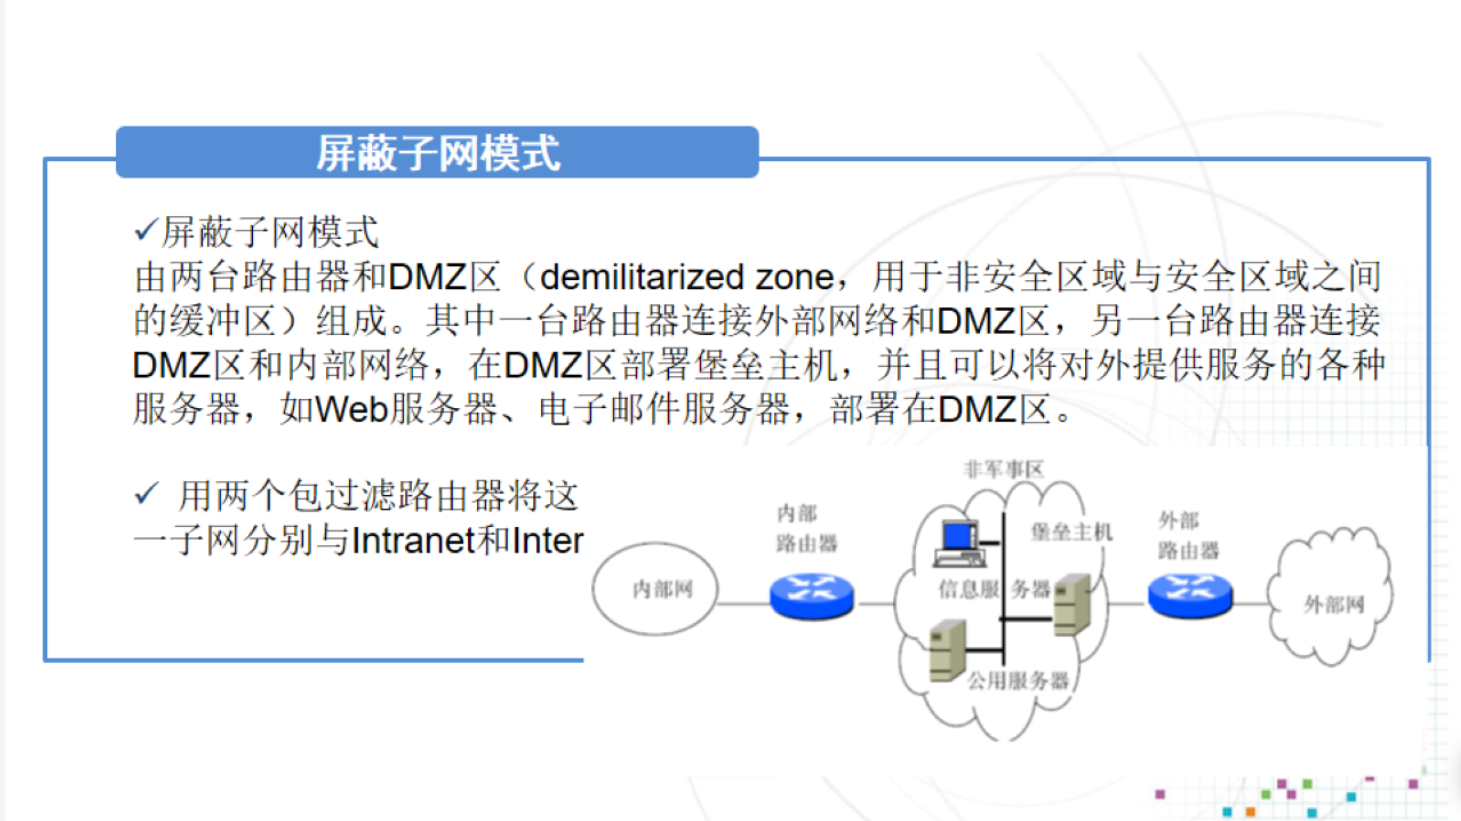 屏蔽子网模式
✓屏蔽子网模式
由两台路由器和DMZ区（demilitarized zone，用于非安全区域与安全区域之间
的缓冲区）组成。其中一台路由器连接外部网络和DMZ区，另一台路由器连接
DMZ区和内部网络，在DMZ区部署堡垒主机，并且可以将对外提供服务的各种
服务器，如Web服务器、电子邮件服务器，部署在DMZ区。
✓ 用两个包过滤路由器将这
一子网分别与Intranet和Inter
非军事区
内部
路由器
堡垒主机
外部
路由器
内部网
信息服务器
外部网
公用服务器